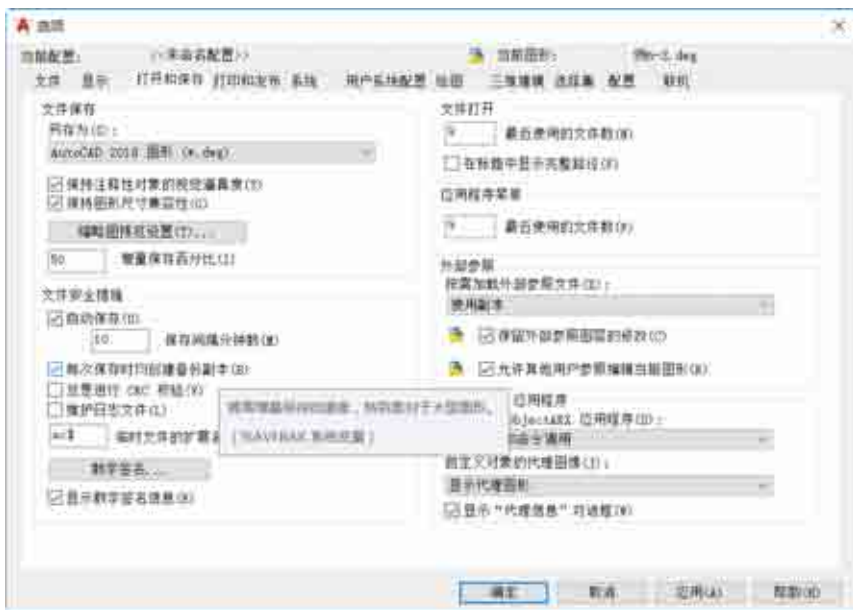 选项
当前配置: <<未命名配置>> 当前图形:
文件 显示 打开和保存 打印和发布 系统 用户系统配置 绘图 三维建模 选择集 配置 联机
文件保存
另存为(S):
AutoCAD 2018 图形 (*.dwg)
保持注释性对象的视觉逼真度(Y)
保持图形尺寸兼容性(G)
缩略图预览设置(T)...
50 增量保存百分比(I)
文件安全措施
自动保存(U)
10 保存间隔分钟数(M)
每次保存时均创建备份副本(B)
总是进行 CRC 校验(V)
维护日志文件(L)
ac$ 临时文件的扩展
数字签名...
显示数字签名信息(E)
文件打开
9 最近使用的文件数(N)
在标题中显示完整路径(F)
应用程序菜单
9 最近使用的文件数(P)
外部参照
按需加载外部参照文件(X):
使用副本
保留外部参照图层的修改(C)
允许其他用户参照编辑当前图形(R)
应用程序
ObjectARX 应用程序(D):
命令调用
自定义对象的代理图像(J):
显示代理图形
显示“代理信息”对话框(W)
确定 取消 应用(A) 帮助(H)